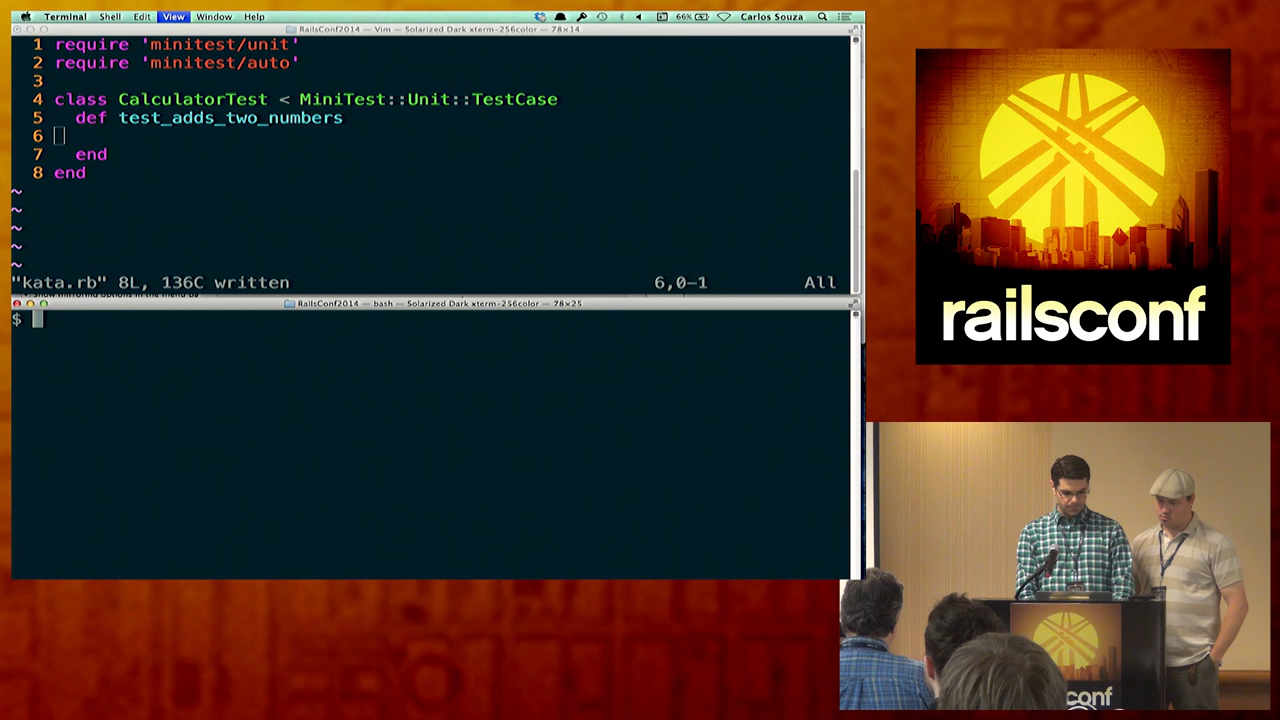 Terminal Shell Edit View Window Help 66% Carlos Souza
RailsConf2014 — Vim — Solarized Dark xterm-256color — 78×14
1 require 'minitest/unit'
2 require 'minitest/auto'
3
4 class CalculatorTest < MiniTest::Unit::TestCase
5 def test_adds_two_numbers
6
7 end
8 end
~
~
~
~
~
"kata.rb" 8L, 136C written 6,0-1 All
RailsConf2014 — bash — Solarized Dark xterm-256color — 78×25
$
railsconf
conf